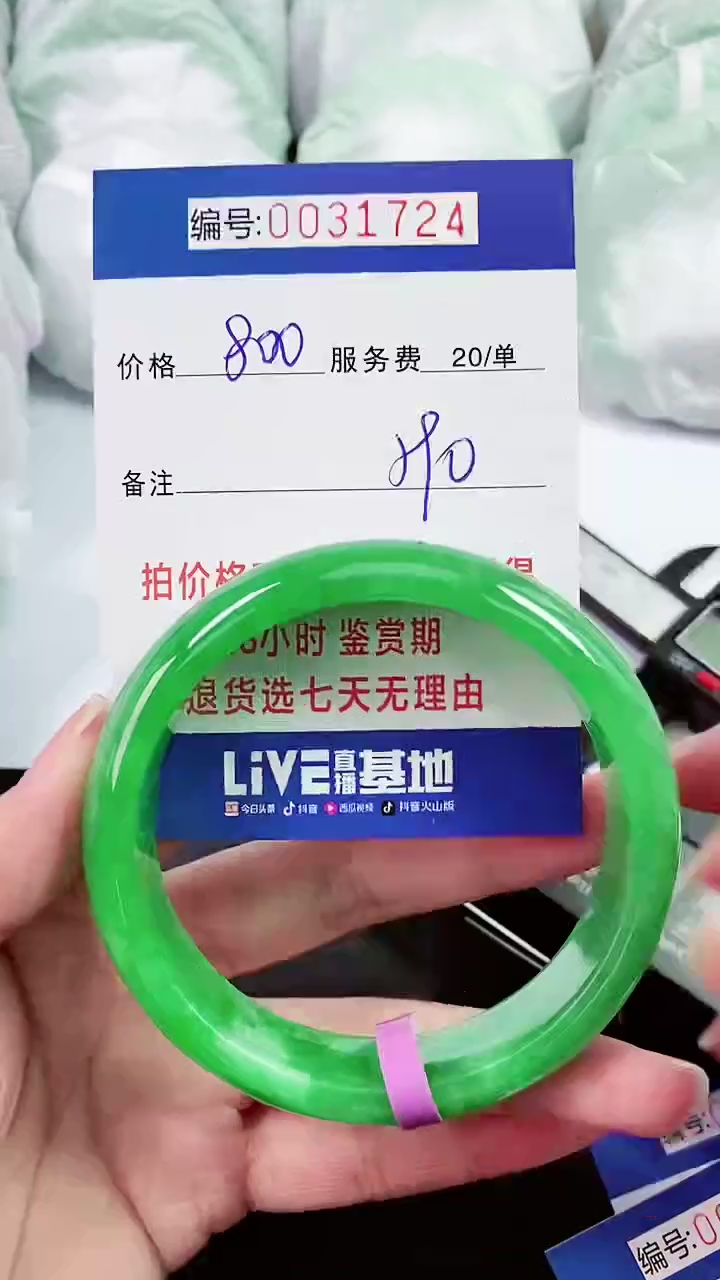 编号:0031724
价格 800 服务费 20/单
备注
拍价格
小时 鉴赏期
退货选七天无理由
LiVE直播基地
今日头条 抖音 西瓜视频 抖音火山版
编号:
编号:0